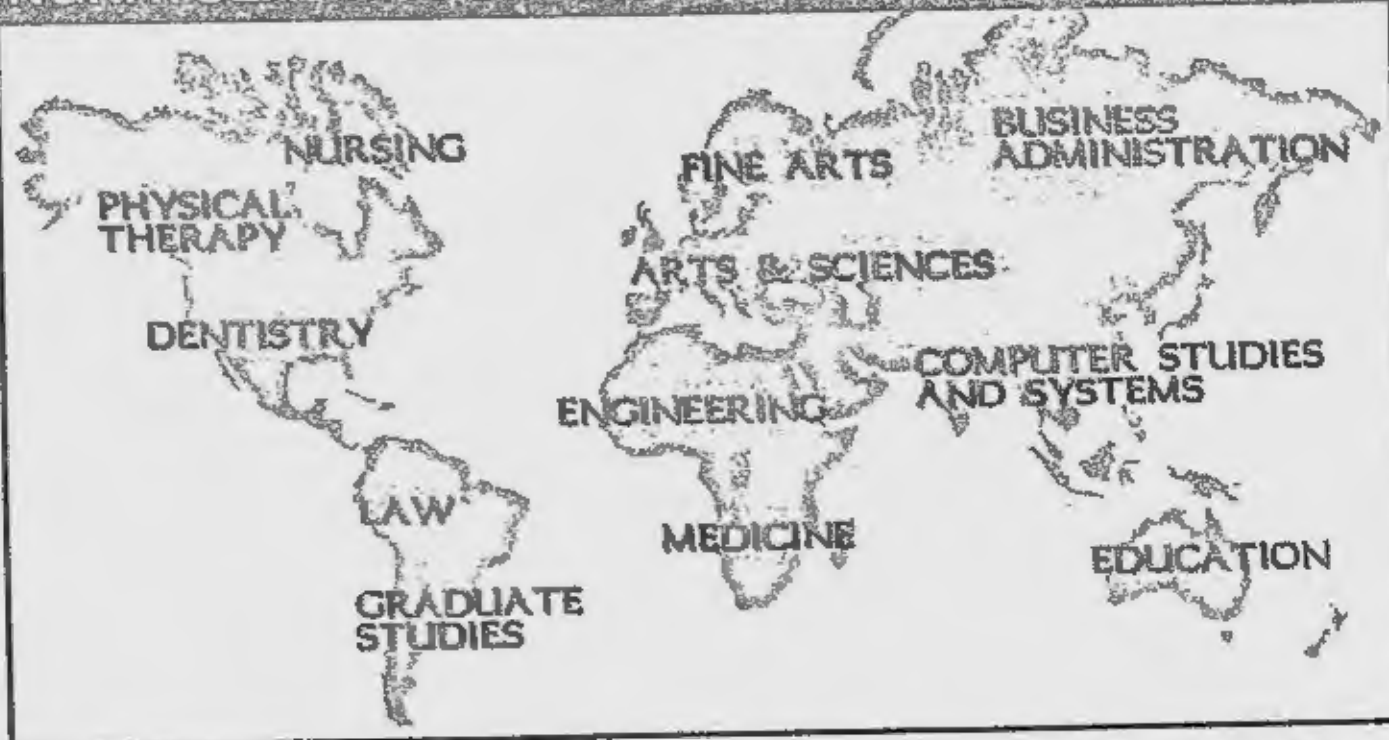 NURSING
FINE ARTS
BUSINESS
ADMINISTRATION
PHYSICAL
THERAPY
ARTS & SCIENCES
DENTISTRY
COMPUTER STUDIES
AND SYSTEMS
ENGINEERING
LAW
MEDICINE
EDUCATION
GRADUATE
STUDIES